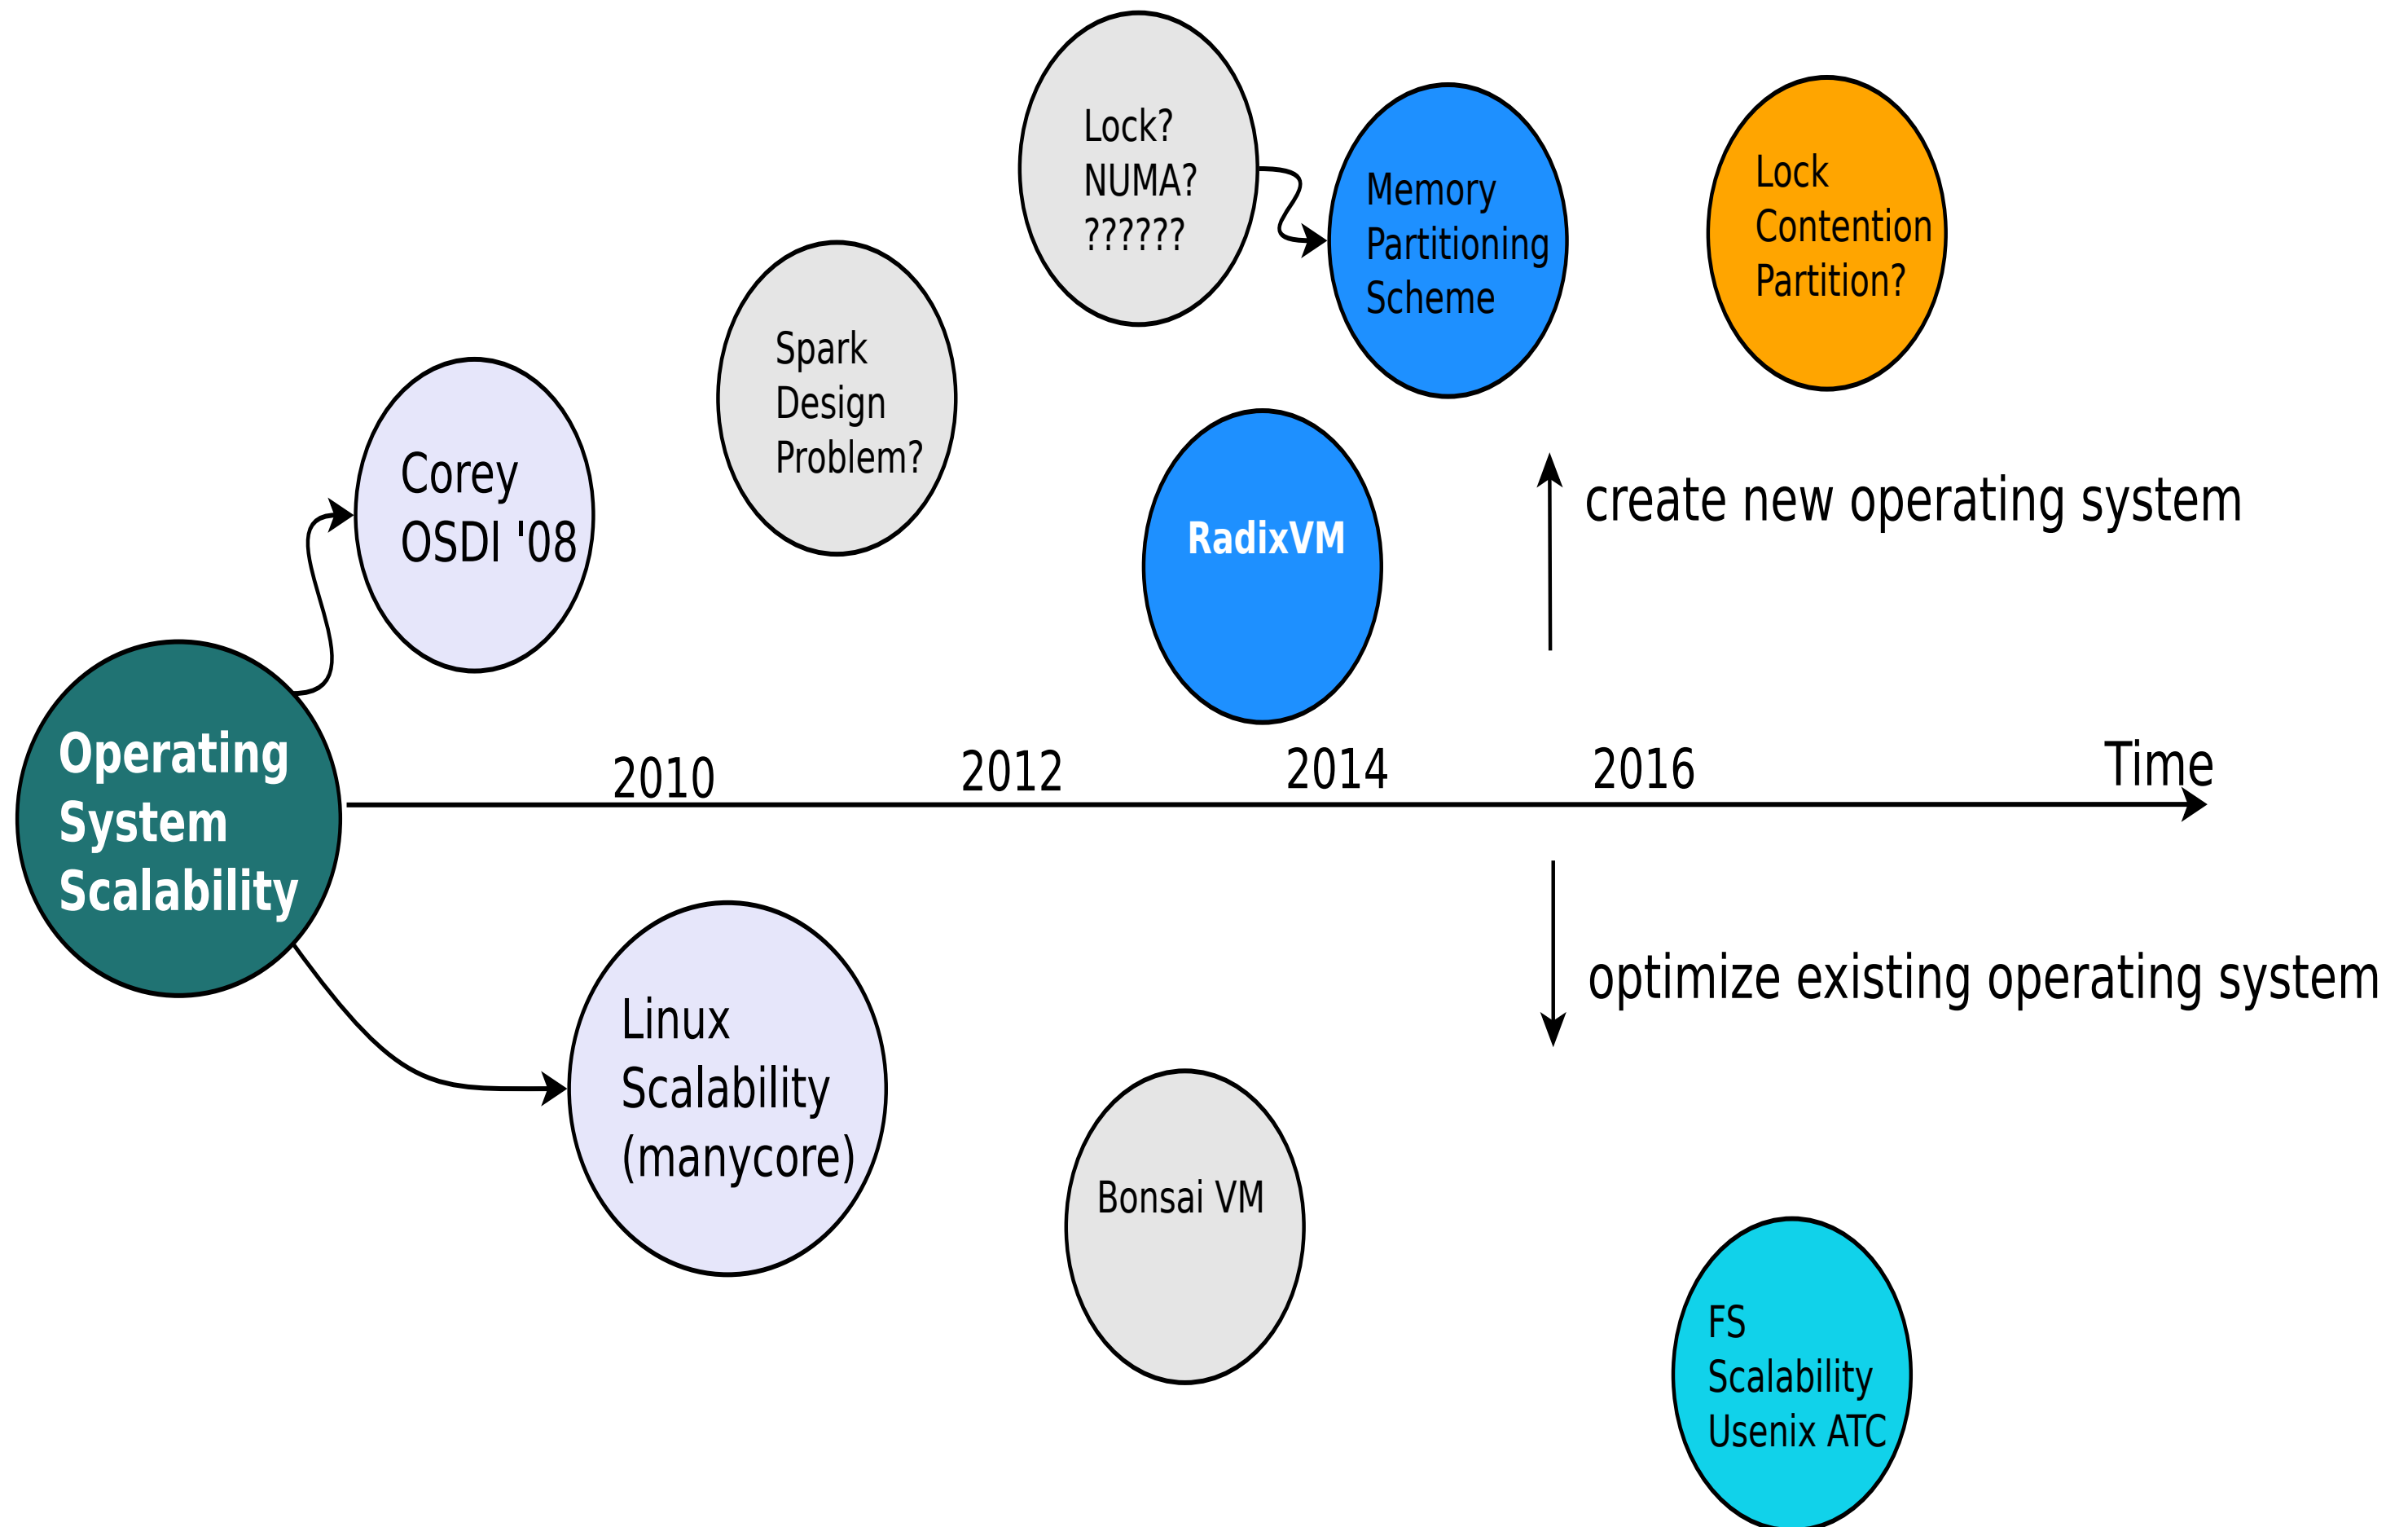 Lock?
NUMA?
??????
Memory
Partitioning
Scheme
Lock
Contention
Partition?
Spark
Design
Problem?
Corey
OSDI '08
RadixVM
create new operating system
Operating
System
Scalability
2010
2012
2014
2016
Time
optimize existing operating system
Linux
Scalability
(manycore)
Bonsai VM
FS
Scalability
Usenix ATC